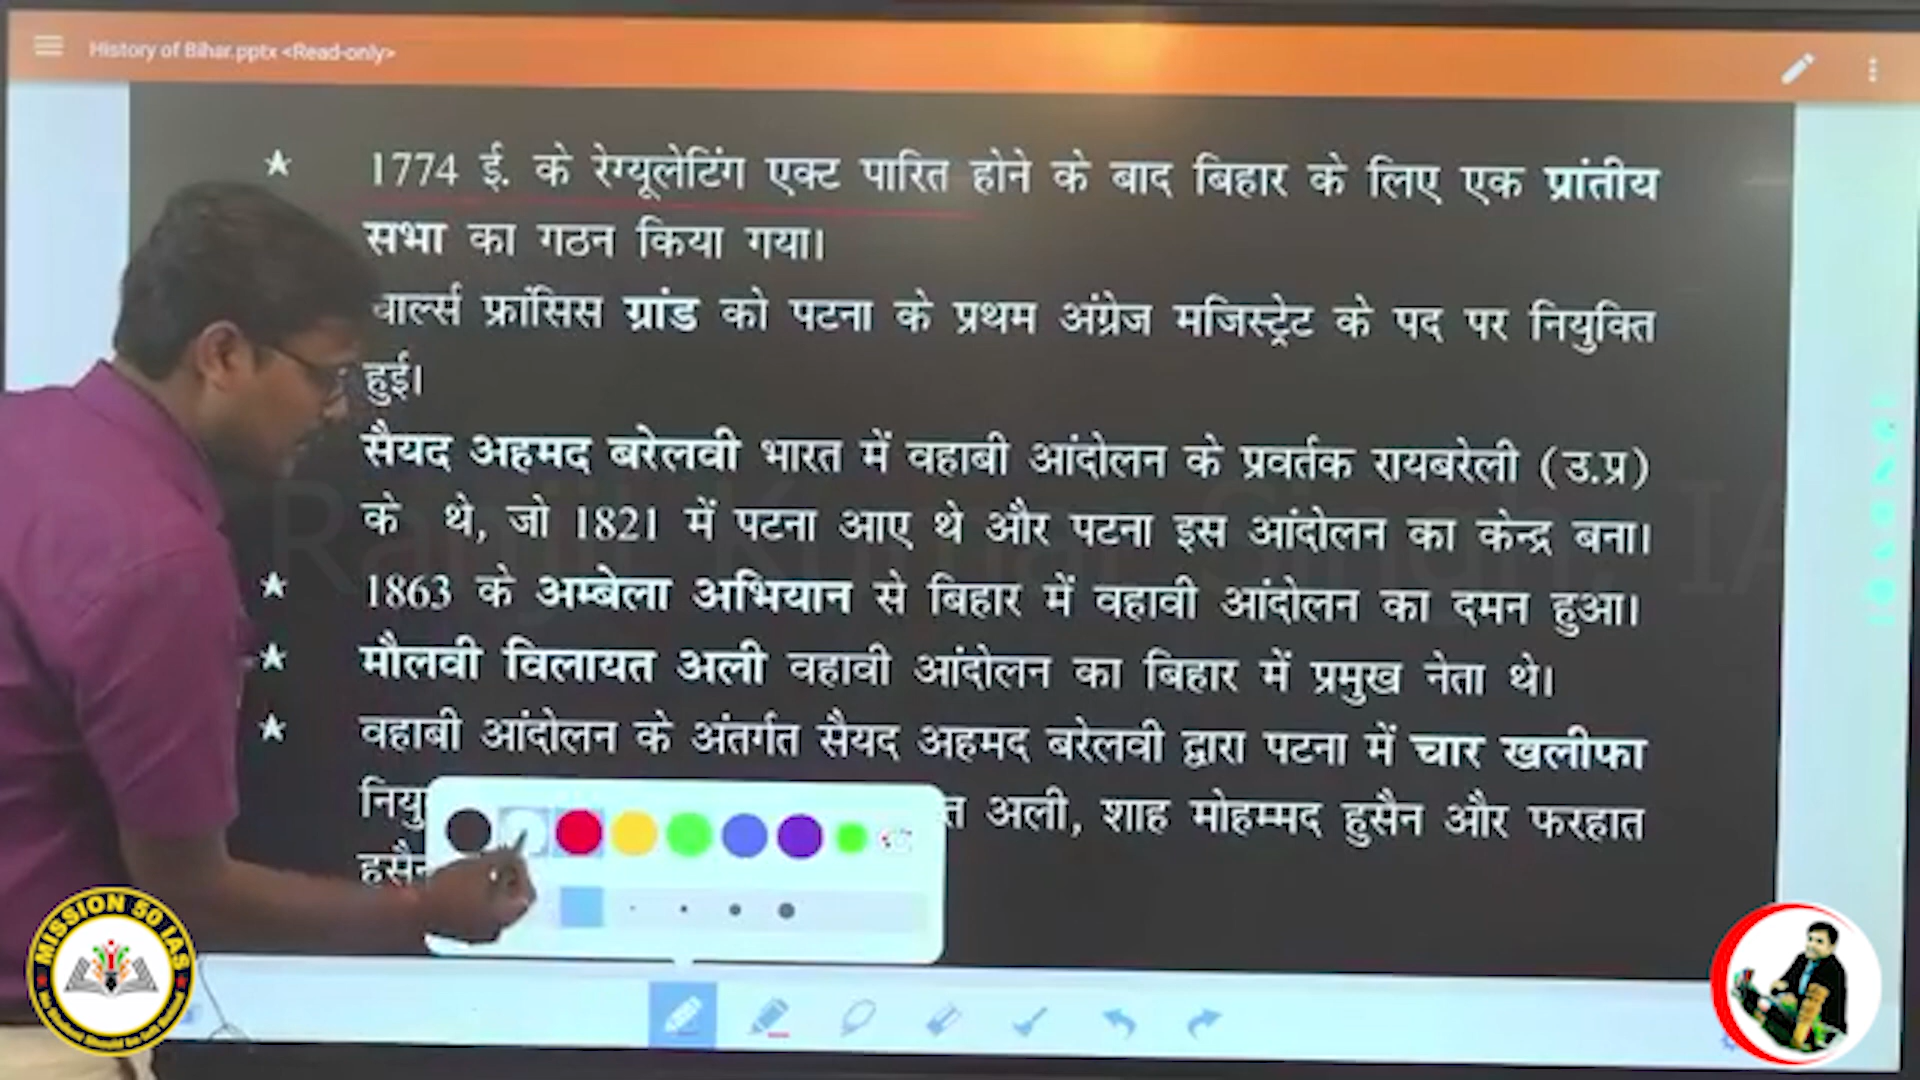 History of Bihar.pptx <Read-only>
★ 1774 ई. के रेग्यूलेटिंग एक्ट पारित होने के बाद बिहार के लिए एक प्रांतीय
सभा का गठन किया गया।
फ्रांसिस ग्रांड को पटना के प्रथम अंग्रेज मजिस्ट्रेट के पद पर नियुक्ति
हुई।
सैयद अहमद बरेलवी भारत में वहाबी आंदोलन के प्रवर्तक रायबरेली (उ.प्र)
के थे, जो 1821 में पटना आए थे और पटना इस आंदोलन का केन्द्र बना।
★ 1863 के अम्बेला अभियान से बिहार में वहावी आंदोलन का दमन हुआ।
★ मौलवी विलायत अली वहावी आंदोलन का बिहार में प्रमुख नेता थे।
★ वहाबी आंदोलन के अंतर्गत सैयद अहमद बरेलवी द्वारा पटना में चार खलीफा
अली, शाह मोहम्मद हुसैन और फरहात
MISSION 50 IAS